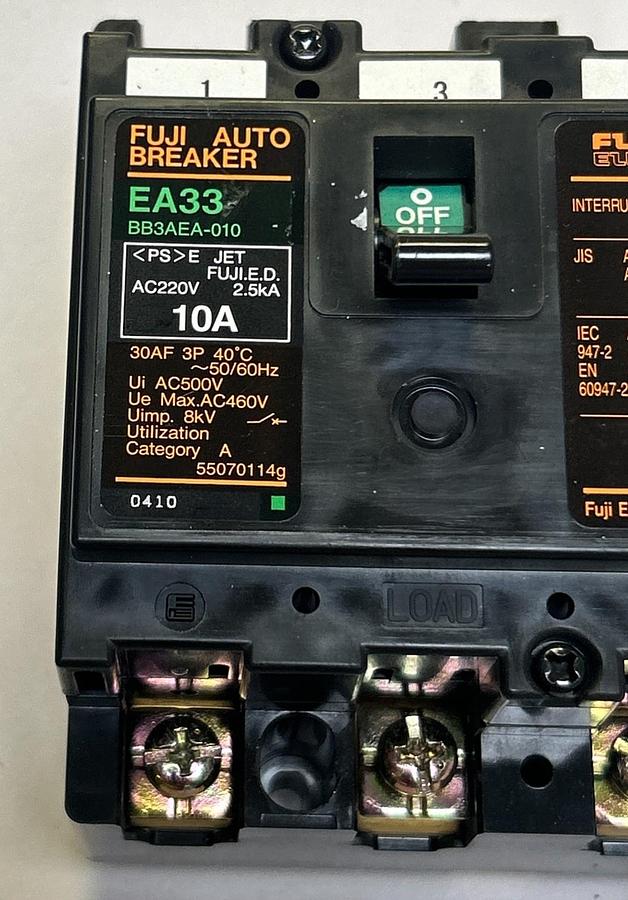 1
3
FUJI AUTO
BREAKER
EA33
BB3AEA-010
<PS>E JET
FUJI.E.D.
AC220V 2.5kA
10A
30AF 3P 40°C
~50/60Hz
Ui AC500V
Ue Max.AC460V
Uimp. 8kV
Utilization
Category A
55070114g
0410
OFF
INTERRU
JIS
IEC
947-2
EN
60947-2
Fuji E
LOAD